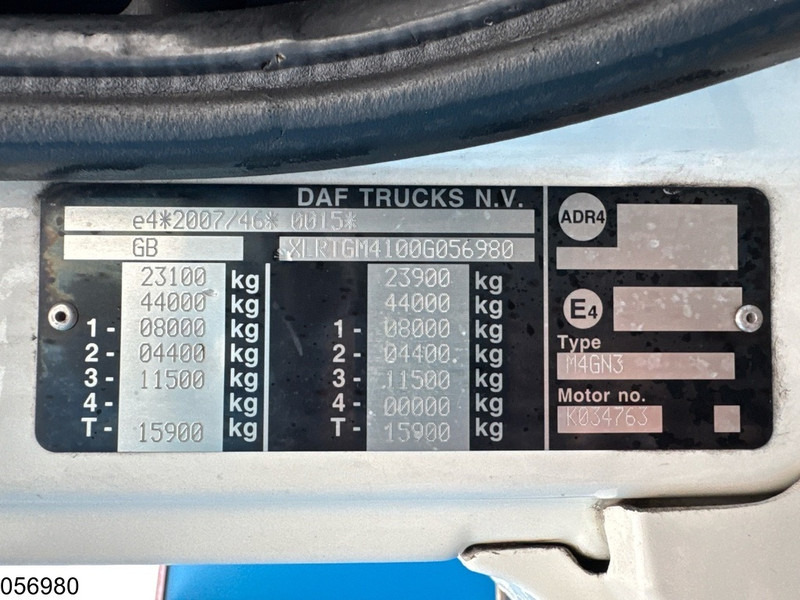 DAF TRUCKS N.V.
e4*2007/46* 0015*
GB XLRTGM4100G056980
23100 kg 23900 kg
44000 kg 44000 kg
1- 08000 kg 1- 08000 kg
2- 04400 kg 2- 04400 kg
3- 11500 kg 3- 11500 kg
4- kg 4- 00000 kg
T- 15900 kg T- 15900 kg
ADR4
E4
Type
M4GN3
Motor no.
K034763
056980